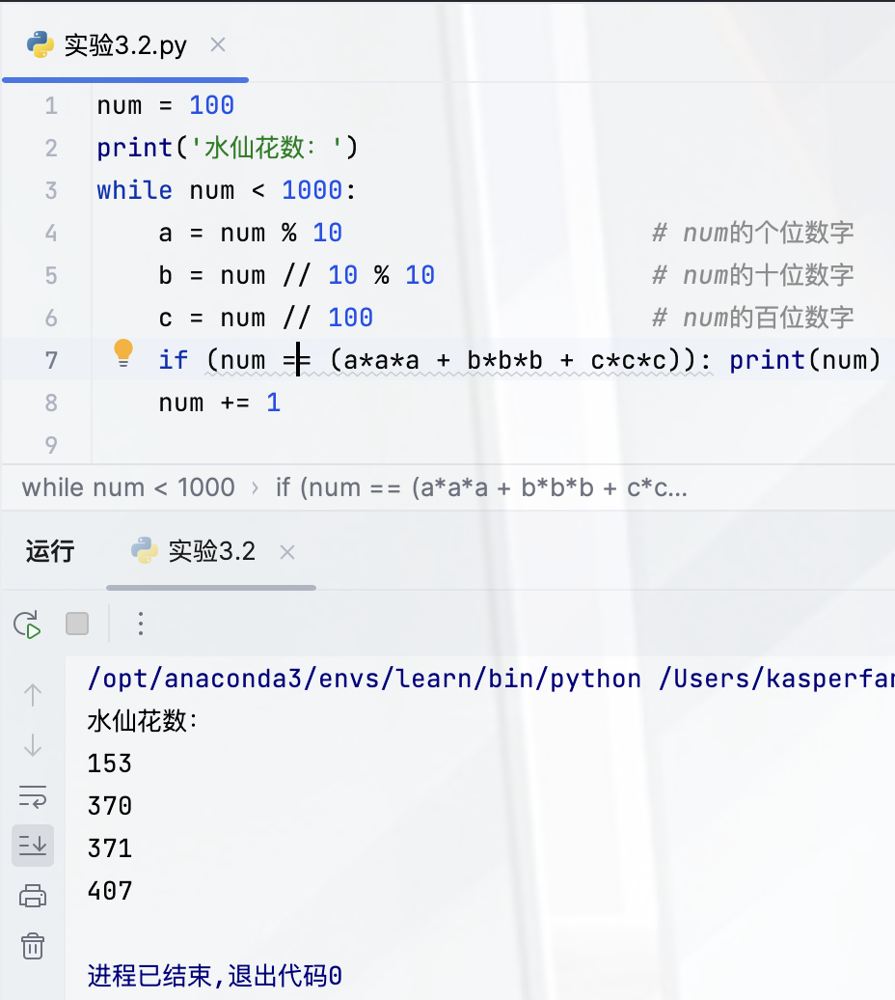 实验3.2.py
1 num = 100
2 print('水仙花数：')
3 while num < 1000:
4 a = num % 10 # num的个位数字
5 b = num // 10 % 10 # num的十位数字
6 c = num // 100 # num的百位数字
7 if (num == (a*a*a + b*b*b + c*c*c)): print(num)
8 num += 1
9
while num < 1000 › if (num == (a*a*a + b*b*b + c*c...
运行 实验3.2
/opt/anaconda3/envs/learn/bin/python /Users/kasperfan
水仙花数：
153
370
371
407
进程已结束,退出代码0